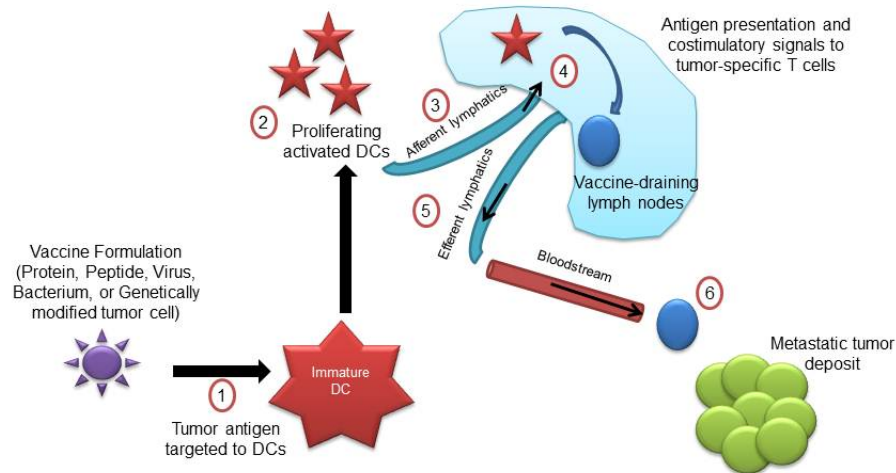 Antigen presentation and
costimulatory signals to
tumor-specific T cells
4
3
2
Afferent lymphatics
Proliferating
activated DCs
Vaccine-draining
lymph nodes
5
Efferent lymphatics
Bloodstream
6
Vaccine Formulation
(Protein, Peptide, Virus,
Bacterium, or Genetically
modified tumor cell)
Metastatic tumor
deposit
Immature
DC
1
Tumor antigen
targeted to DCs